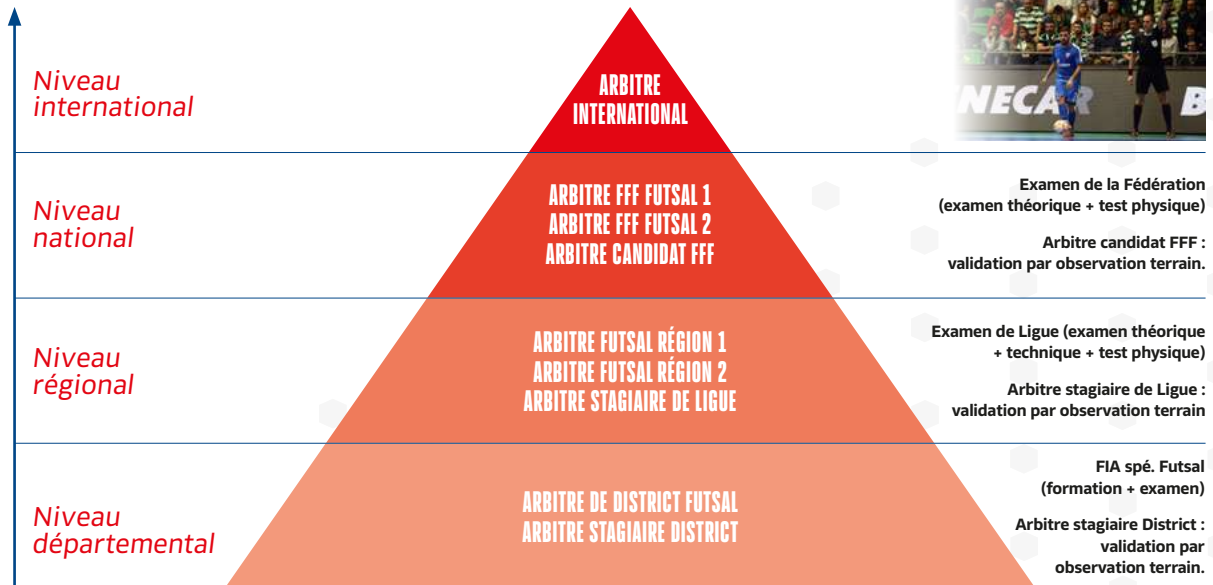 Niveau
international
ARBITRE
INTERNATIONAL
NECAR
B
Niveau
national
ARBITRE FFF FUTSAL 1
ARBITRE FFF FUTSAL 2
ARBITRE CANDIDAT FFF
Examen de la Fédération
(examen théorique + test physique)
Arbitre candidat FFF :
validation par observation terrain.
Niveau
régional
ARBITRE FUTSAL RÉGION 1
ARBITRE FUTSAL RÉGION 2
ARBITRE STAGIAIRE DE LIGUE
Examen de Ligue (examen théorique
+ technique + test physique)
Arbitre stagiaire de Ligue :
validation par observation terrain
Niveau
départemental
ARBITRE DE DISTRICT FUTSAL
ARBITRE STAGIAIRE DISTRICT
FIA spé. Futsal
(formation + examen)
Arbitre stagiaire District :
validation par
observation terrain.